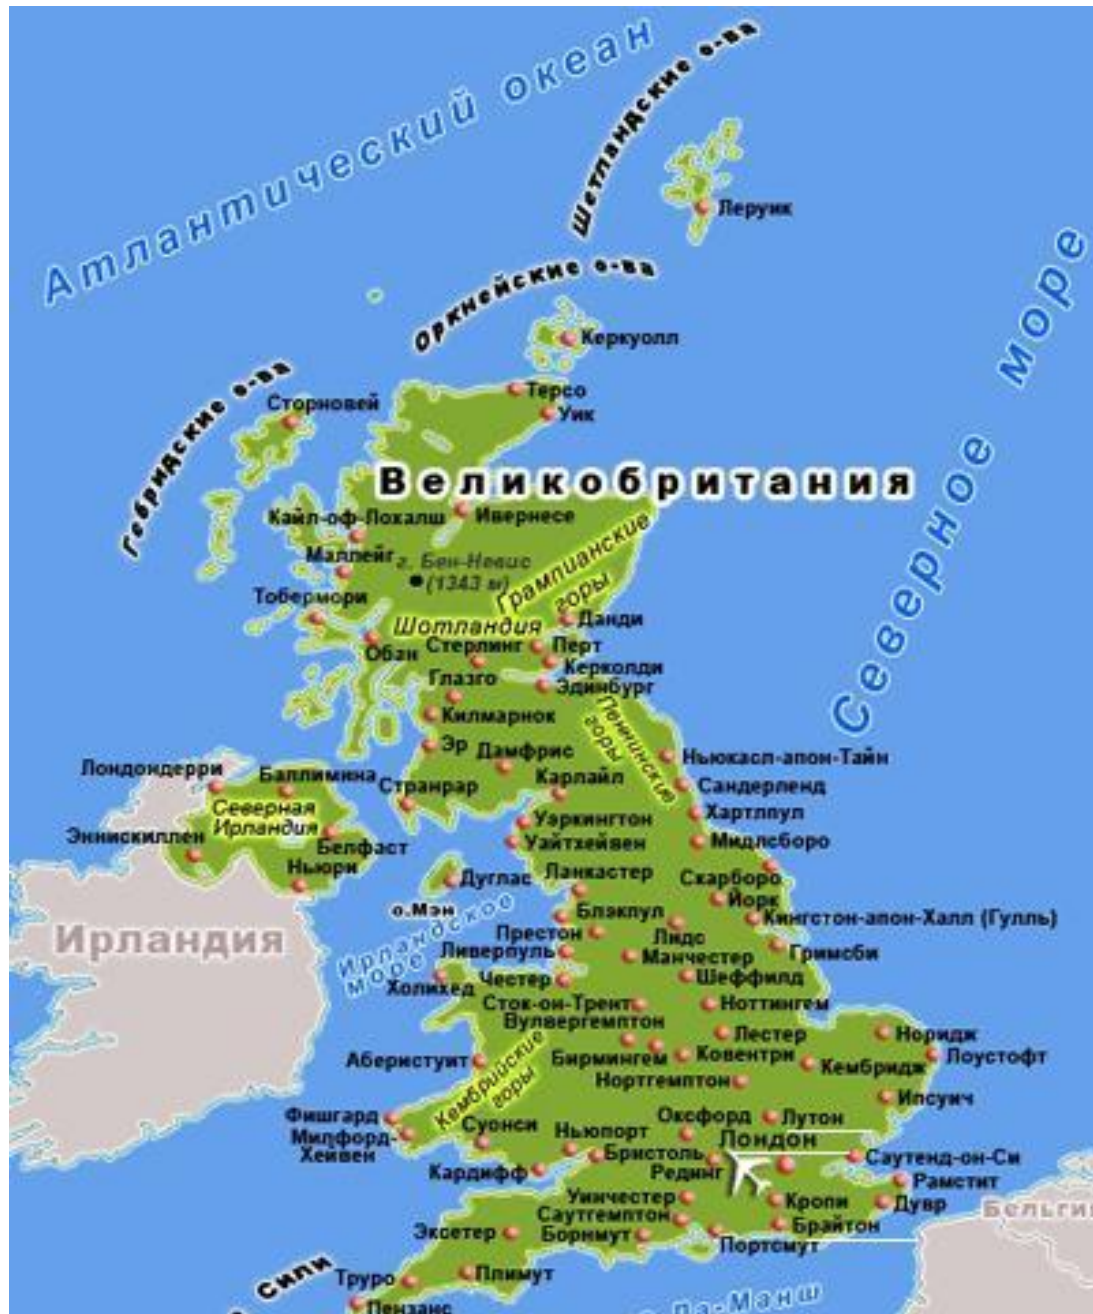 Атлантический океан
Шетландские о-ва
Леруик
Северное море
Оркнейские о-ва
Керкуолл
Гебридские о-ва
Сторновей
Терсо
Уик
Великобритания
Кайл-оф-Лохалш
Ивернесе
Маллейг
г. Бен-Невис
(1343 м)
Грампианские
горы
Тобермори
Шотландия
Данди
Обан
Стерлинг
Перт
Керколди
Глазго
Эдинбург
Килмарнок
Пеннинские
горы
Эр
Дамфрис
Ньюкасл-апон-Тайн
Лондондерри
Баллимина
Странрар
Карлайл
Сандерленд
Северная
Ирландия
Уэркингтон
Хартлпул
Эннискиллен
Белфаст
Уайтхейвен
Мидлсборо
Ньюри
Дуглас
Ланкастер
Скарборо
о.Мэн
Йорк
Блэкпул
Кингстон-апон-Халл (Гулль)
Ирландия
Ирландское
море
Престон
Лидс
Ливерпуль
Манчестер
Гримсби
Холихед
Честер
Шеффилд
Сток-он-Трент
Ноттингем
Вулвергемптон
Лестер
Норидж
Аберистуит
Кембрийские
горы
Бирмингем
Ковентри
Кембридж
Лоустофт
Нортгемптон
Ипсуич
Фишгард
Милфорд-
Хейвен
Суонси
Ньюпорт
Оксфорд
Лутон
Лондон
Кардифф
Бристоль
Рединг
Саутенд-он-Си
Рамстит
Уинчестер
Кропи
Дувр
Бельгия
Эксетер
Саутгемптон
Борнмут
Брайтон
Портсмут
Труро
Плимут
Пензанс
Сили
Па-Манш